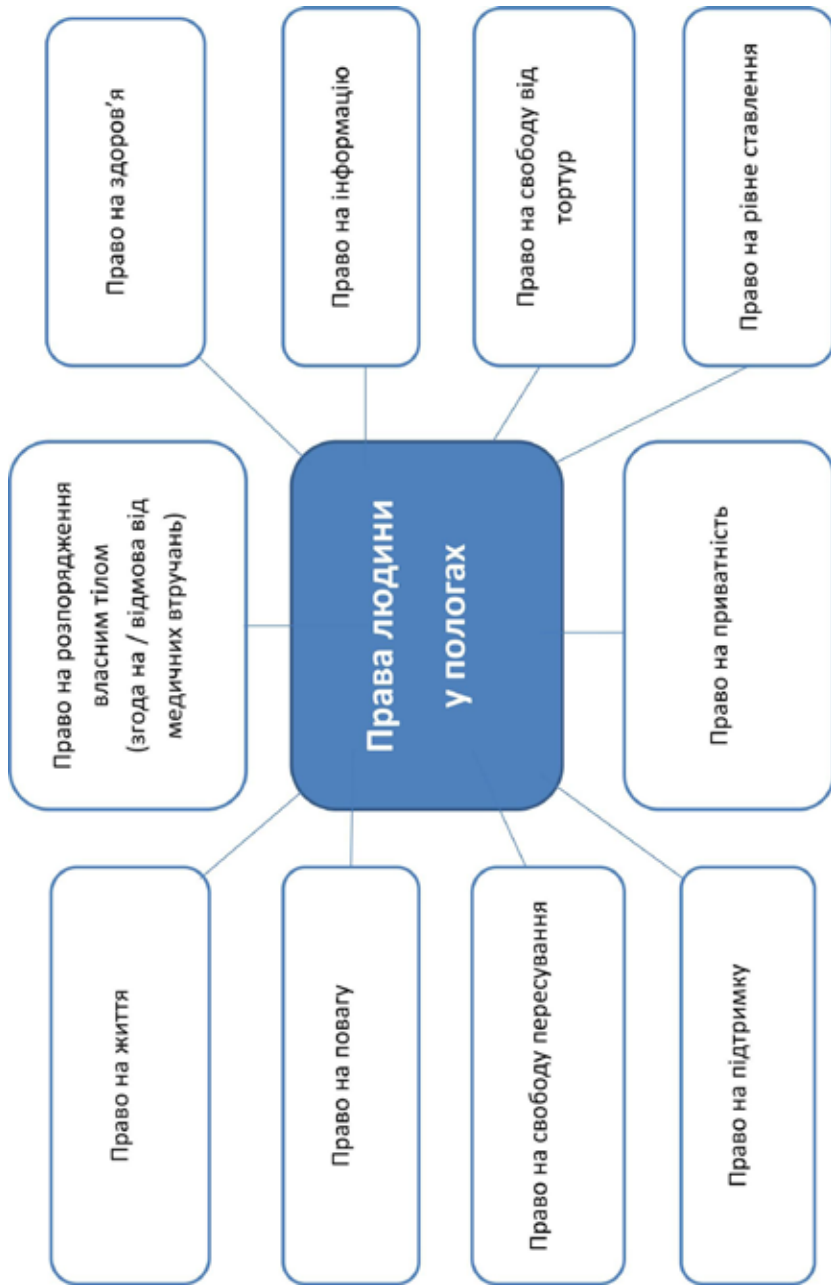 Право на життя
Право на розпорядження
власним тілом
(згода на / відмова від
медичних втручань)
Право на здоров’я
Право на повагу
Права людини
у пологах
Право на інформацію
Право на свободу пересування
Право на свободу від
тортур
Право на підтримку
Право на приватність
Право на рівне ставлення